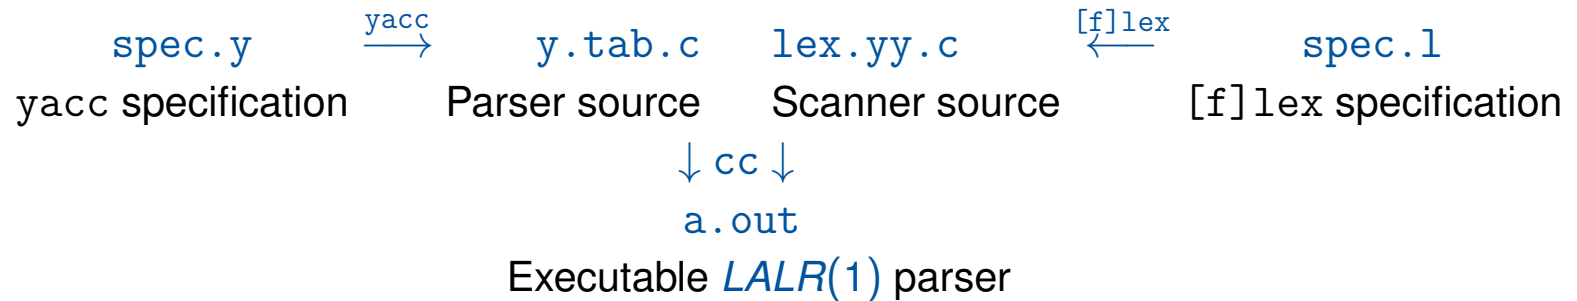 spec.y —yacc→ y.tab.c lex.yy.c ←[f]lex— spec.l
yacc specification Parser source Scanner source [f]lex specification
↓ cc ↓
a.out
Executable LALR(1) parser